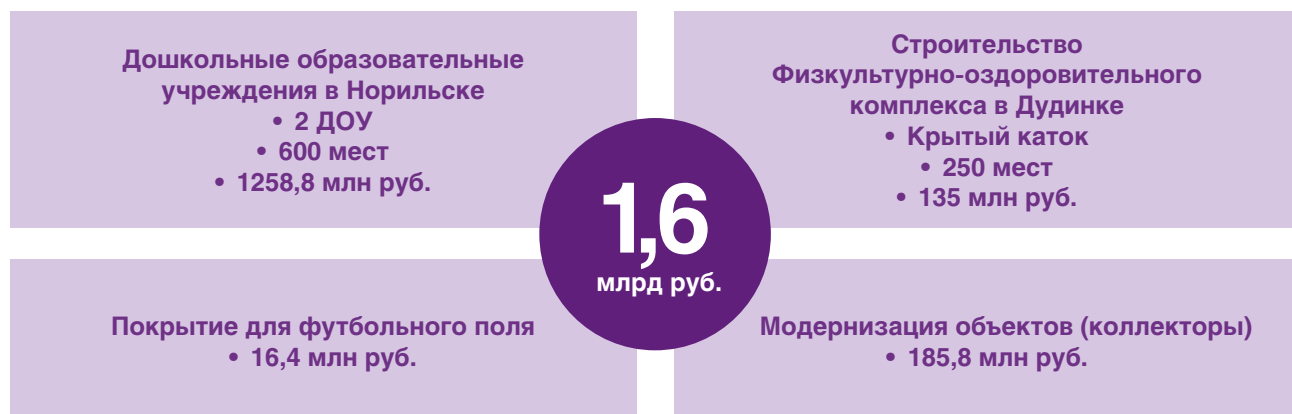 Дошкольные образовательные
учреждения в Норильске
• 2 ДОУ
• 600 мест
• 1258,8 млн руб.
Строительство
Физкультурно-оздоровительного
комплекса в Дудинке
• Крытый каток
• 250 мест
• 135 млн руб.
1,6
млрд руб.
Покрытие для футбольного поля
• 16,4 млн руб.
Модернизация объектов (коллекторы)
• 185,8 млн руб.